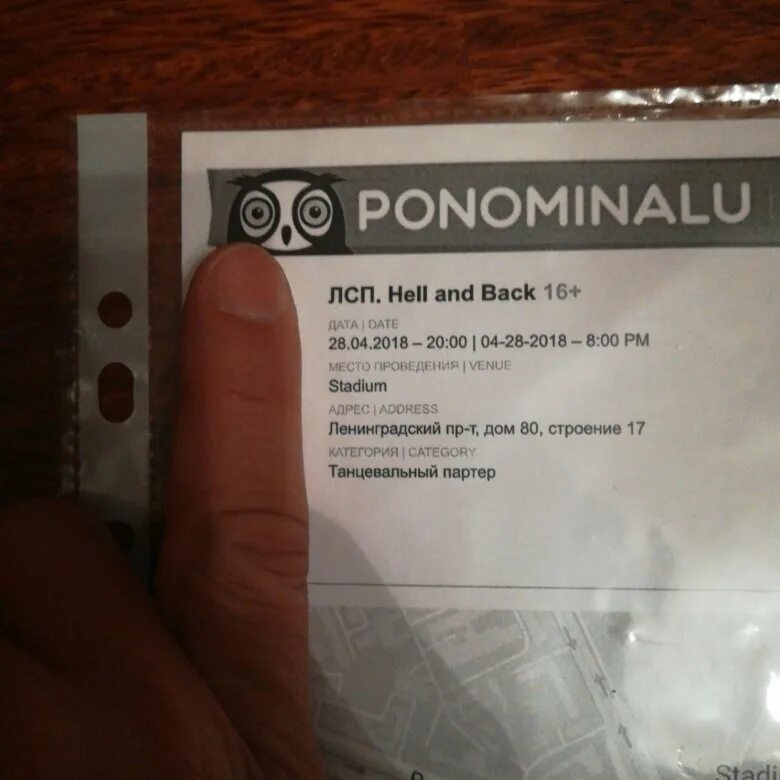 PONOMINALU
ЛСП. Hell and Back 16+
ДАТА | DATE
28.04.2018 – 20:00 | 04-28-2018 – 8:00 PM
МЕСТО ПРОВЕДЕНИЯ | VENUE
Stadium
АДРЕС | ADDRESS
Ленинградский пр-т, дом 80, строение 17
КАТЕГОРИЯ | CATEGORY
Танцевальный партер